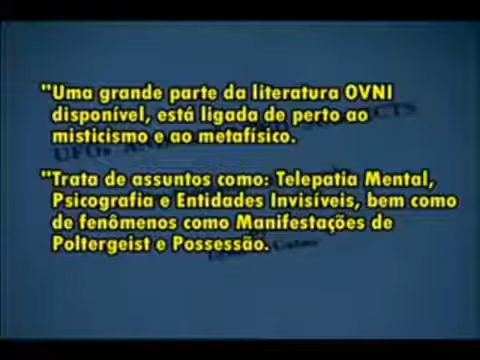 "Uma grande parte da literatura OVNI
disponível, está ligada de perto ao
misticismo e ao metafísico.
"Trata de assuntos como: Telepatia Mental,
Psicografia e Entidades Invisíveis, bem como
de fenômenos como Manifestações de
Poltergeist e Possessão.